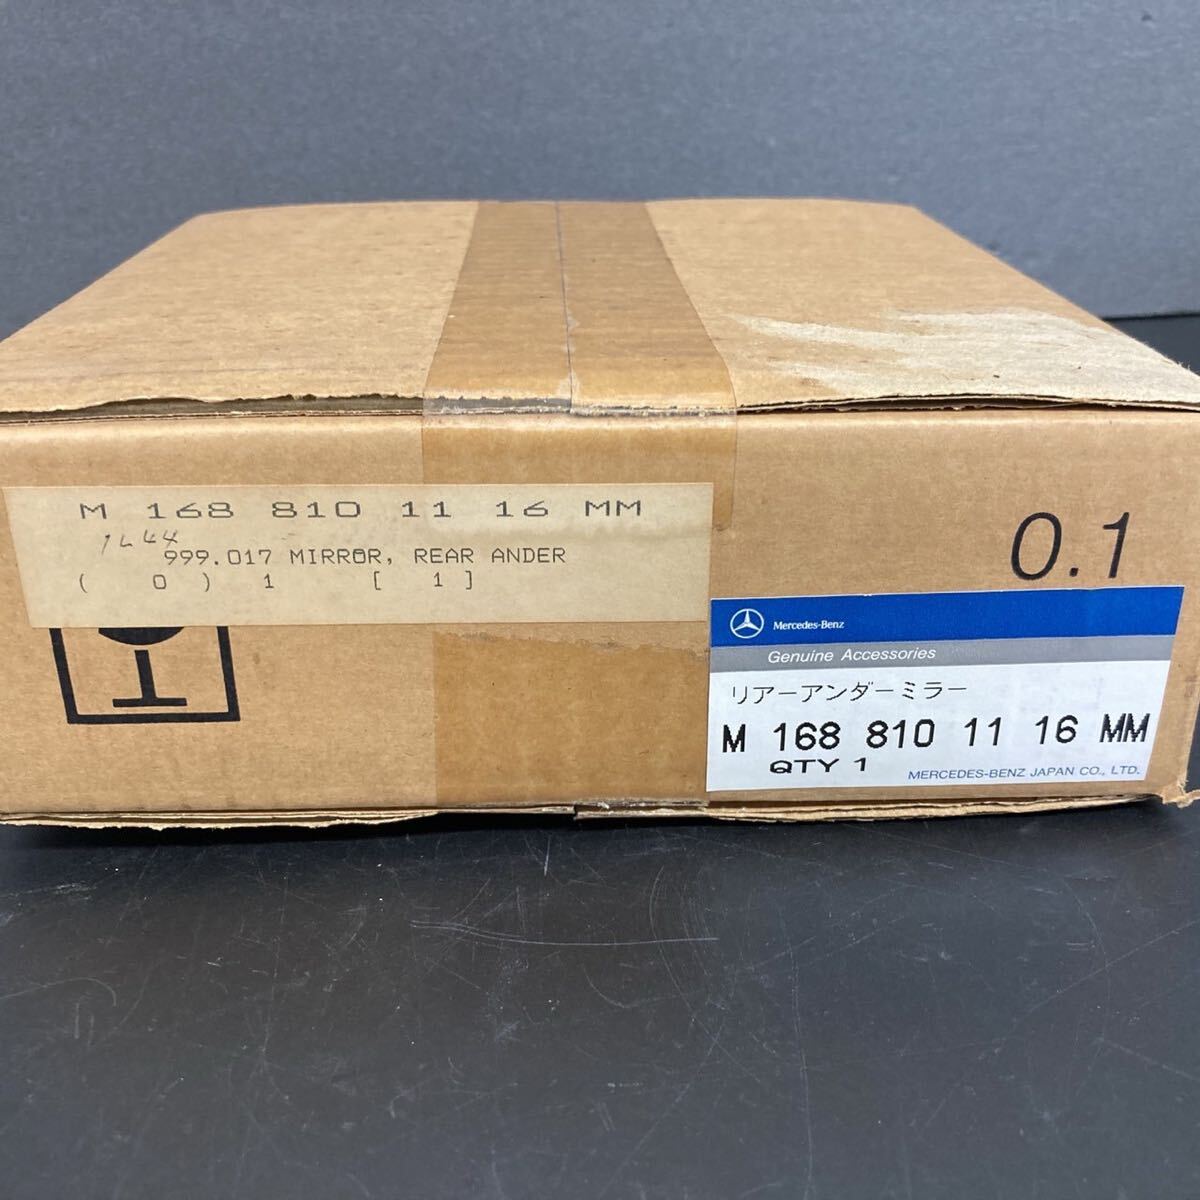 M 168 810 11 16 MM
1L44
999.017 MIRROR, REAR ANDER
( 0 ) 1 [ 1 ]
0.1
Mercedes-Benz
Genuine Accessories
リアーアンダーミラー
M 168 810 11 16 MM
QTY 1
MERCEDES-BENZ JAPAN CO., LTD.